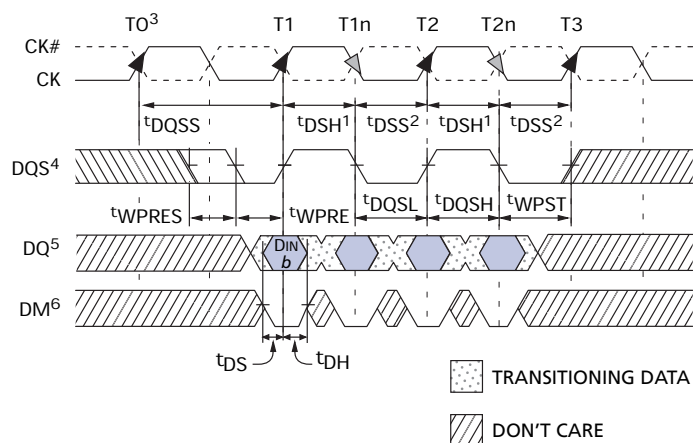 T0³ T1 T1n T2 T2n T3
CK#
CK
tDQSS tDSH¹ tDSS² tDSH¹ tDSS²
DQS⁴
tWPRES tWPRE tDQSL tDQSH tWPST
DQ⁵
DIN
b
DM⁶
tDS tDH
TRANSITIONING DATA
DON'T CARE